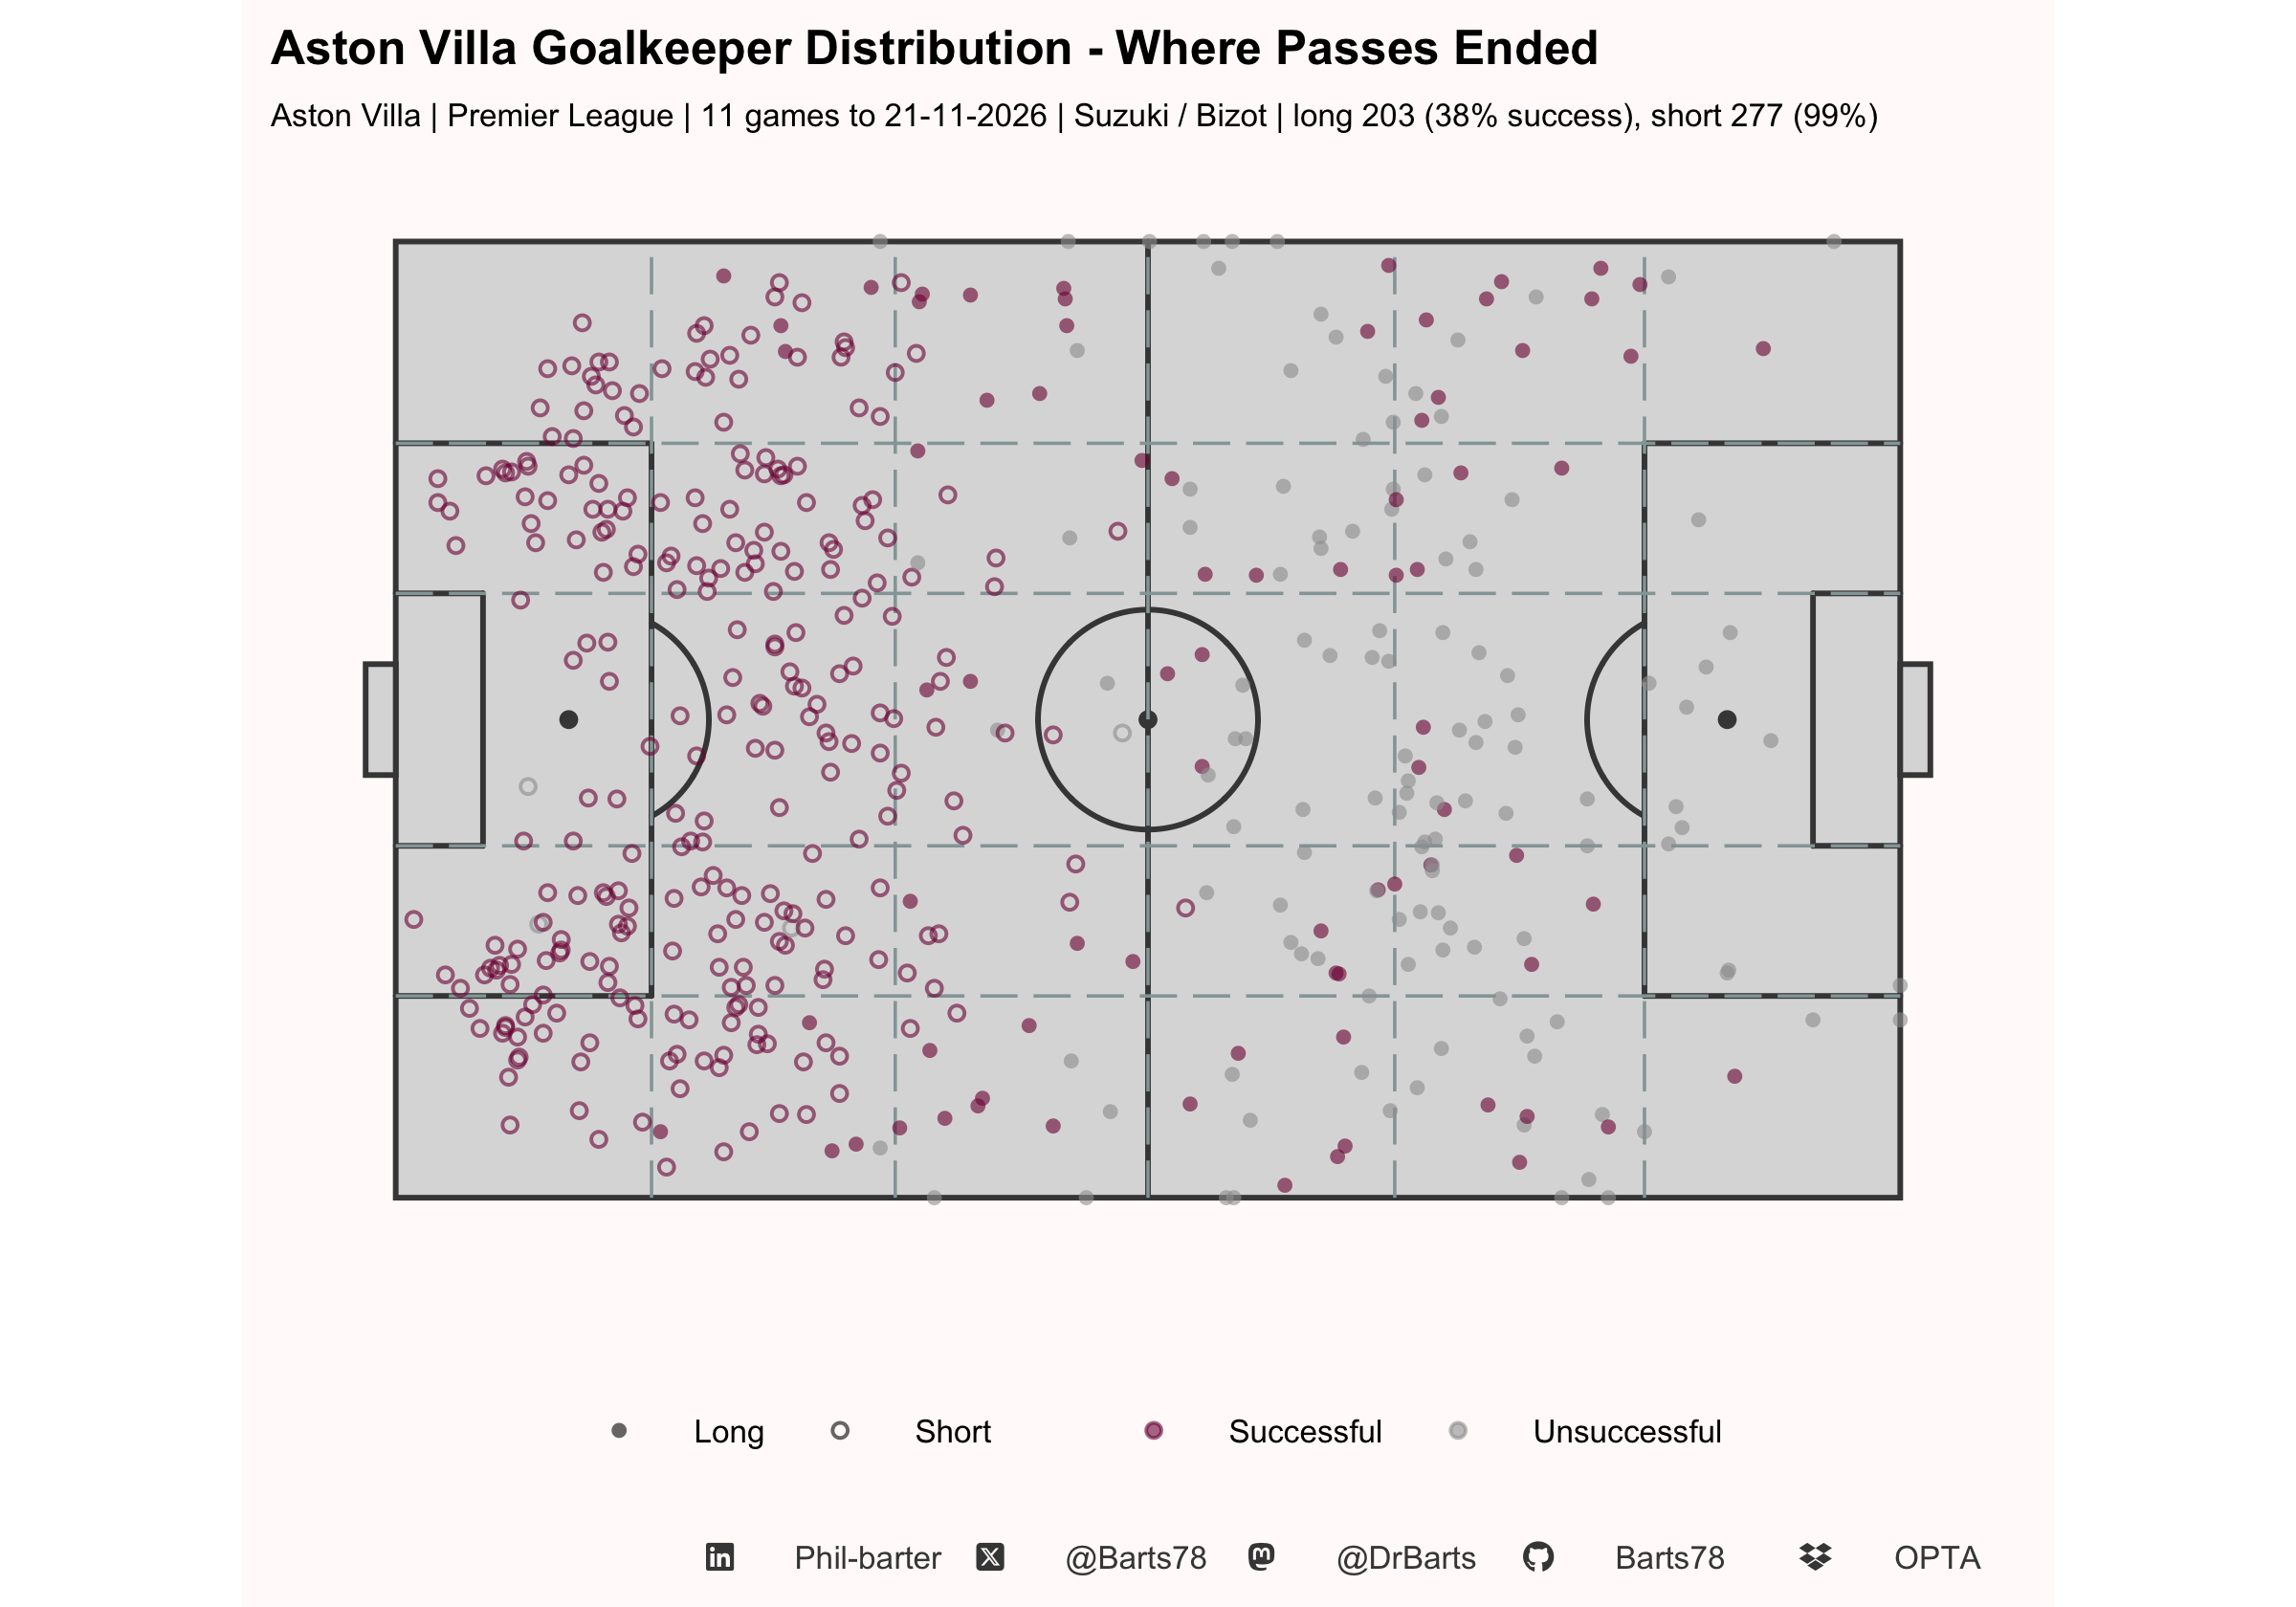 Aston Villa Goalkeeper Distribution - Where Passes Ended
Aston Villa | Premier League | 11 games to 21-11-2026 | Suzuki / Bizot | long 203 (38% success), short 277 (99%)
Long Short Successful Unsuccessful
Phil-barter @Barts78 @DrBarts Barts78 OPTA